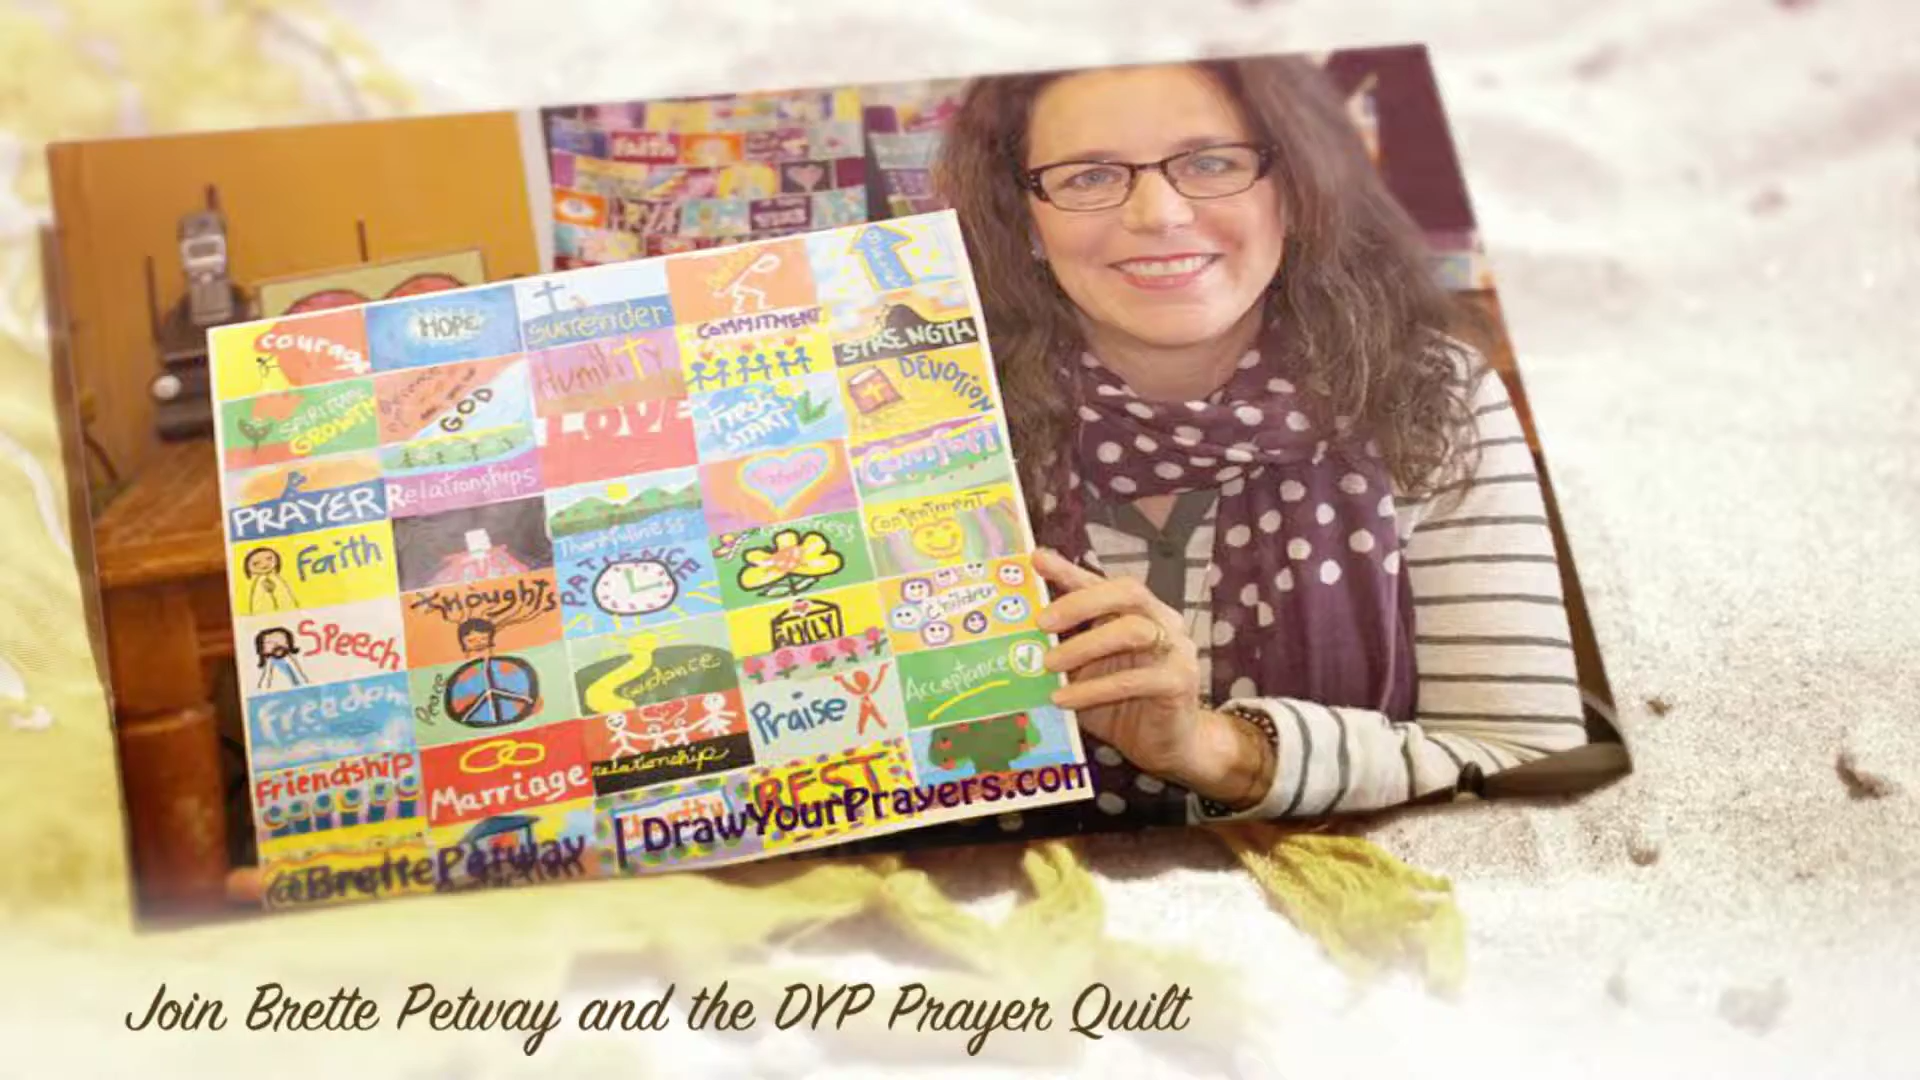 Faith
courage
HOPE
Surrender
COMMITMENT
STRENGTH
SPIRITUAL
GROWTH
GOD
Humility
DEVOTION
LOVE
Fresh
START
Comfort
PRAYER
Relationships
Thankfulness
Contentment
Faith
Thoughts
PATIENCE
FAMILY
Children
Speech
Peace
Guidance
Praise
Acceptance
Freedom
Friendship
Marriage
relationship
REST
@BrettePetway | DrawYourPrayers.com
Join Brette Petway and the DYP Prayer Quilt